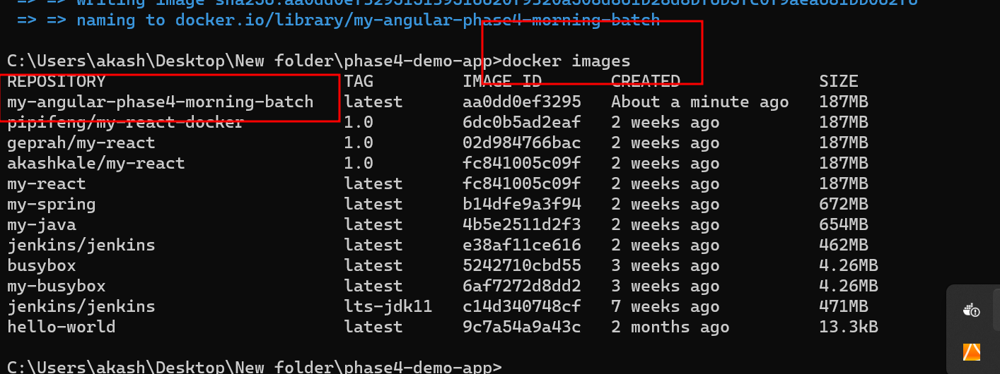 => => naming to docker.io/library/my-angular-phase4-morning-batch
C:\Users\akash\Desktop\New folder\phase4-demo-app>docker images
REPOSITORY TAG IMAGE ID CREATED SIZE
my-angular-phase4-morning-batch latest aa0dd0ef3295 About a minute ago 187MB
pipifeng/my-react-docker 1.0 6dc0b5ad2eaf 2 weeks ago 187MB
geprah/my-react 1.0 02d984766bac 2 weeks ago 187MB
akashkale/my-react 1.0 fc841005c09f 2 weeks ago 187MB
my-react latest fc841005c09f 2 weeks ago 187MB
my-spring latest b14dfe9a3f94 2 weeks ago 672MB
my-java latest 4b5e2511d2f3 2 weeks ago 654MB
jenkins/jenkins latest e38af11ce616 2 weeks ago 462MB
busybox latest 5242710cbd55 3 weeks ago 4.26MB
my-busybox latest 6af7272d8dd2 3 weeks ago 4.26MB
jenkins/jenkins lts-jdk11 c14d340748cf 7 weeks ago 471MB
hello-world latest 9c7a54a9a43c 2 months ago 13.3kB
C:\Users\akash\Desktop\New folder\phase4-demo-app>